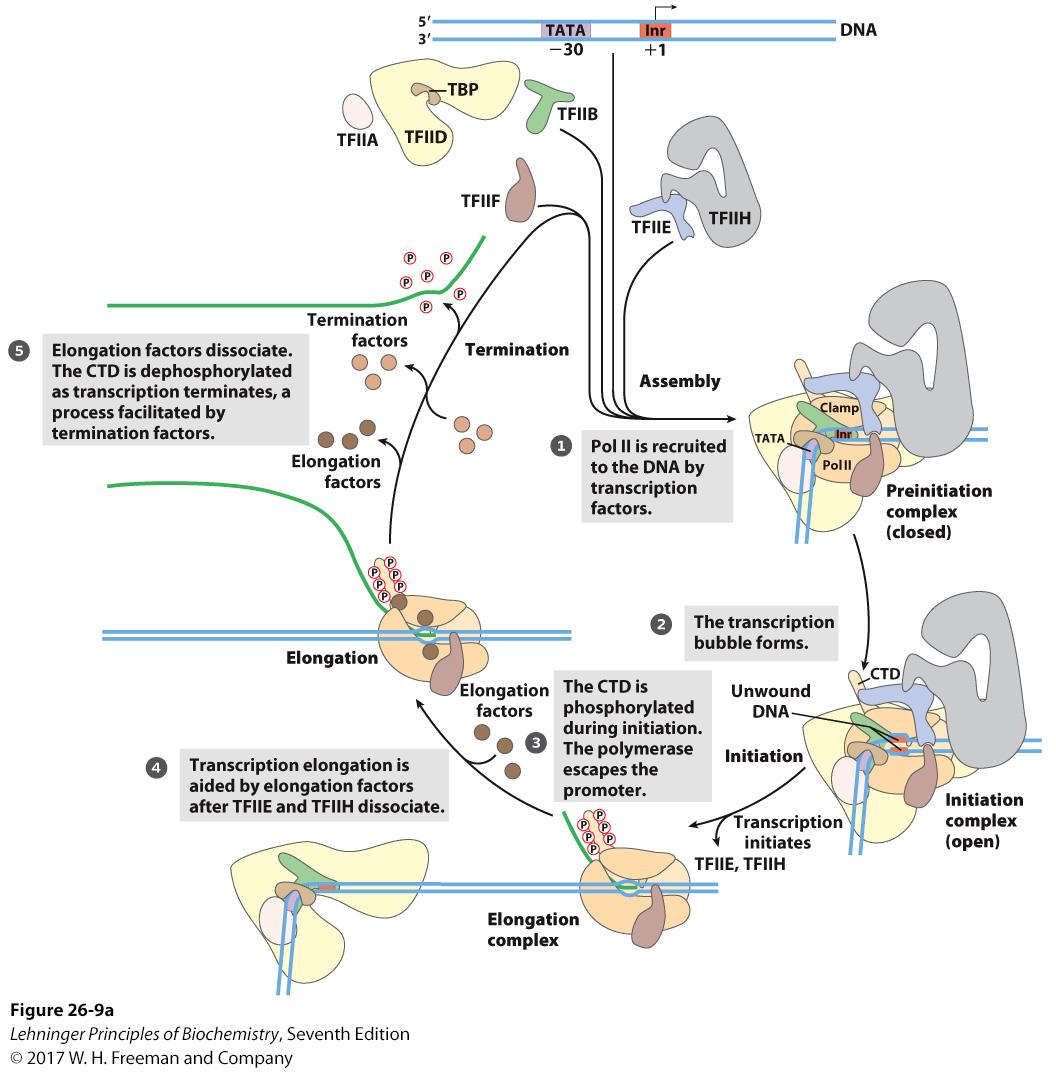 5′
3′
TATA
Inr
DNA
−30
+1
TBP
TFIIA
TFIID
TFIIB
TFIIF
TFIIE
TFIIH
P
P
P
P
P
P
Termination
factors
Termination
5
Elongation factors dissociate.
The CTD is dephosphorylated
as transcription terminates, a
process facilitated by
termination factors.
Elongation
factors
Assembly
1
Pol II is recruited
to the DNA by
transcription
factors.
Clamp
Inr
TATA
Pol II
Preinitiation
complex
(closed)
2
The transcription
bubble forms.
CTD
Unwound
DNA
Initiation
Initiation
complex
(open)
3
The CTD is
phosphorylated
during initiation.
The polymerase
escapes the
promoter.
Transcription
initiates
TFIIE, TFIIH
P
P
P
P
P
P
Elongation
complex
Elongation
factors
4
Transcription elongation is
aided by elongation factors
after TFIIE and TFIIH dissociate.
P
P
P
P
P
P
Elongation
Figure 26-9a
Lehninger Principles of Biochemistry, Seventh Edition
© 2017 W. H. Freeman and Company